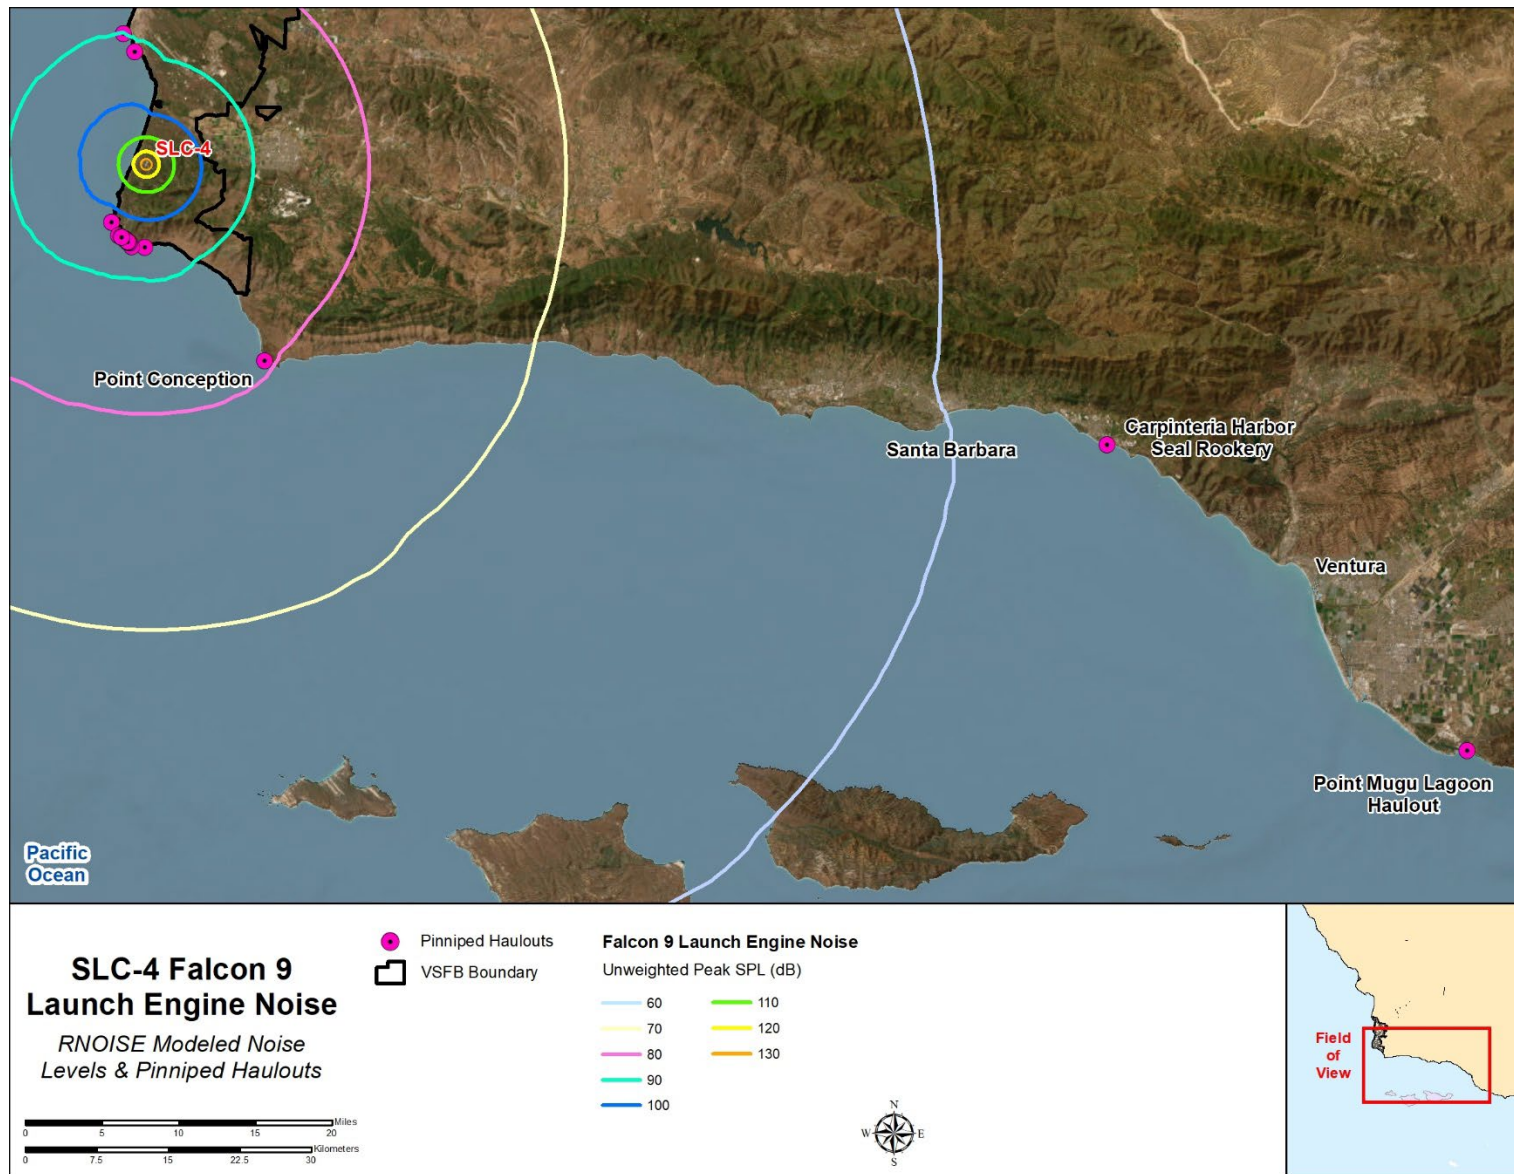 SLC-4
Point Conception
Santa Barbara
Carpinteria Harbor
Seal Rookery
Ventura
Point Mugu Lagoon
Haulout
Pacific
Ocean
SLC-4 Falcon 9
Launch Engine Noise
RNOISE Modeled Noise
Levels & Pinniped Haulouts
Miles
0 5 10 15 20
Kilometers
0 7.5 15 22.5 30
Pinniped Haulouts
VSFB Boundary
Falcon 9 Launch Engine Noise
Unweighted Peak SPL (dB)
60
70
80
90
100
110
120
130
N
W E
S
Field
of
View